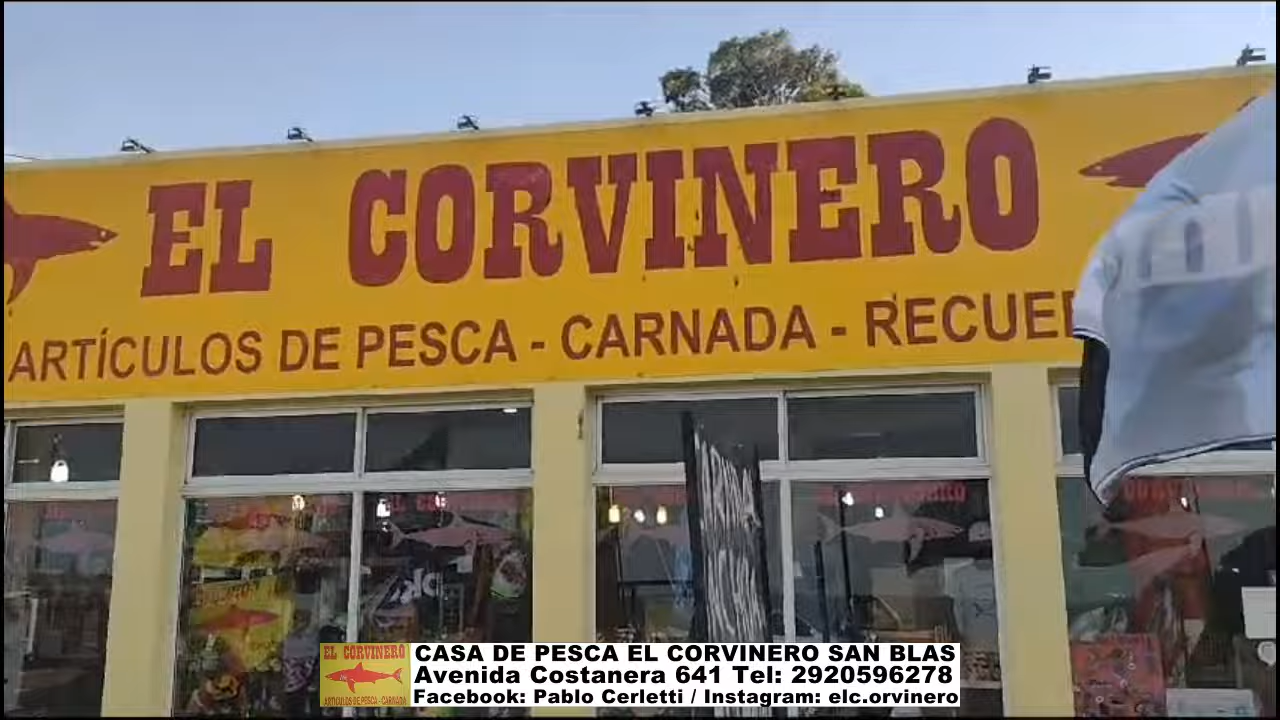 EL CORVINERO
ARTÍCULOS DE PESCA - CARNADA - RECUE
EL CORVINERO
ARTICULOS DE PESCA - CARNADA
CASA DE PESCA EL CORVINERO SAN BLAS
Avenida Costanera 641 Tel: 2920596278
Facebook: Pablo Cerletti / Instagram: elc.orvinero